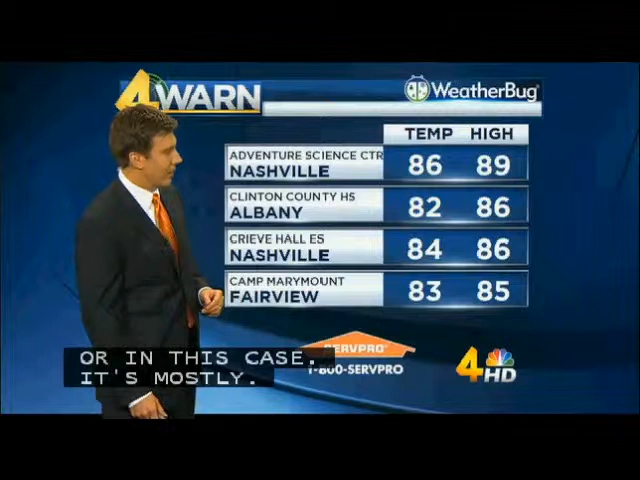 4WARN
WeatherBug
TEMP HIGH
ADVENTURE SCIENCE CTR
NASHVILLE 86 89
CLINTON COUNTY HS
ALBANY 82 86
CRIEVE HALL ES
NASHVILLE 84 86
CAMP MARYMOUNT
FAIRVIEW 83 85
SERVPRO
1-800-SERVPRO
4HD
OR IN THIS CASE.
IT'S MOSTLY.